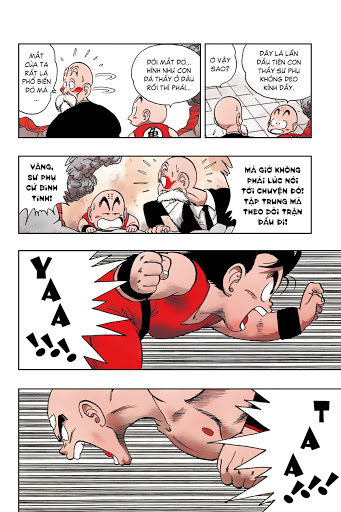 ĐÂY LÀ LẦN
ĐẦU TIÊN
CON THẤY
SƯ PHỤ
KHÔNG ĐEO
KÍNH ĐẤY.
Ờ VẬY
SAO?
ĐÔI MẮT
ĐÓ...
HÌNH
NHƯ CON
ĐÃ THẤY Ở ĐÂU
RỒI THÌ PHẢI...
MẮT
CỦA TA
RẤT LÀ
PHỔ BIẾN
ĐÓ MÀ
...
MÀ GIỜ KHÔNG
PHẢI LÚC NÓI
TỚI CHUYỆN ĐÓ!
TẬP TRUNG MÀ
THEO DÕI TRẬN
ĐẤU ĐI!
VÂNG,
SƯ PHỤ
CỨ BÌNH
TĨNH!
YAA
!!!!
TAA
!!!!